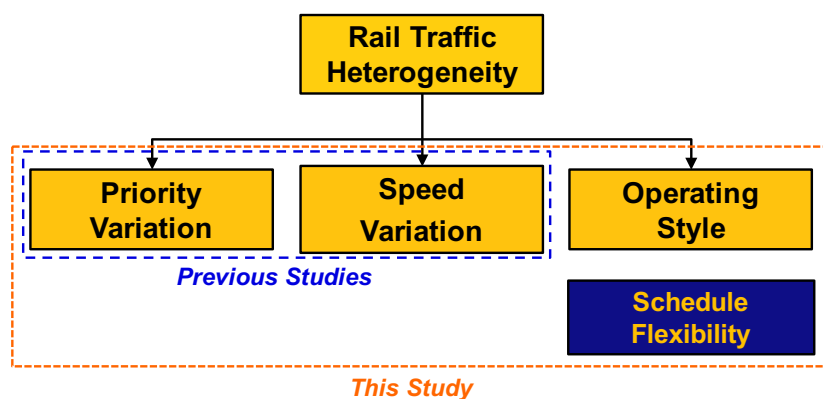 Rail Traffic
Heterogeneity
Priority
Variation
Speed
Variation
Operating
Style
Previous Studies
Schedule
Flexibility
This Study